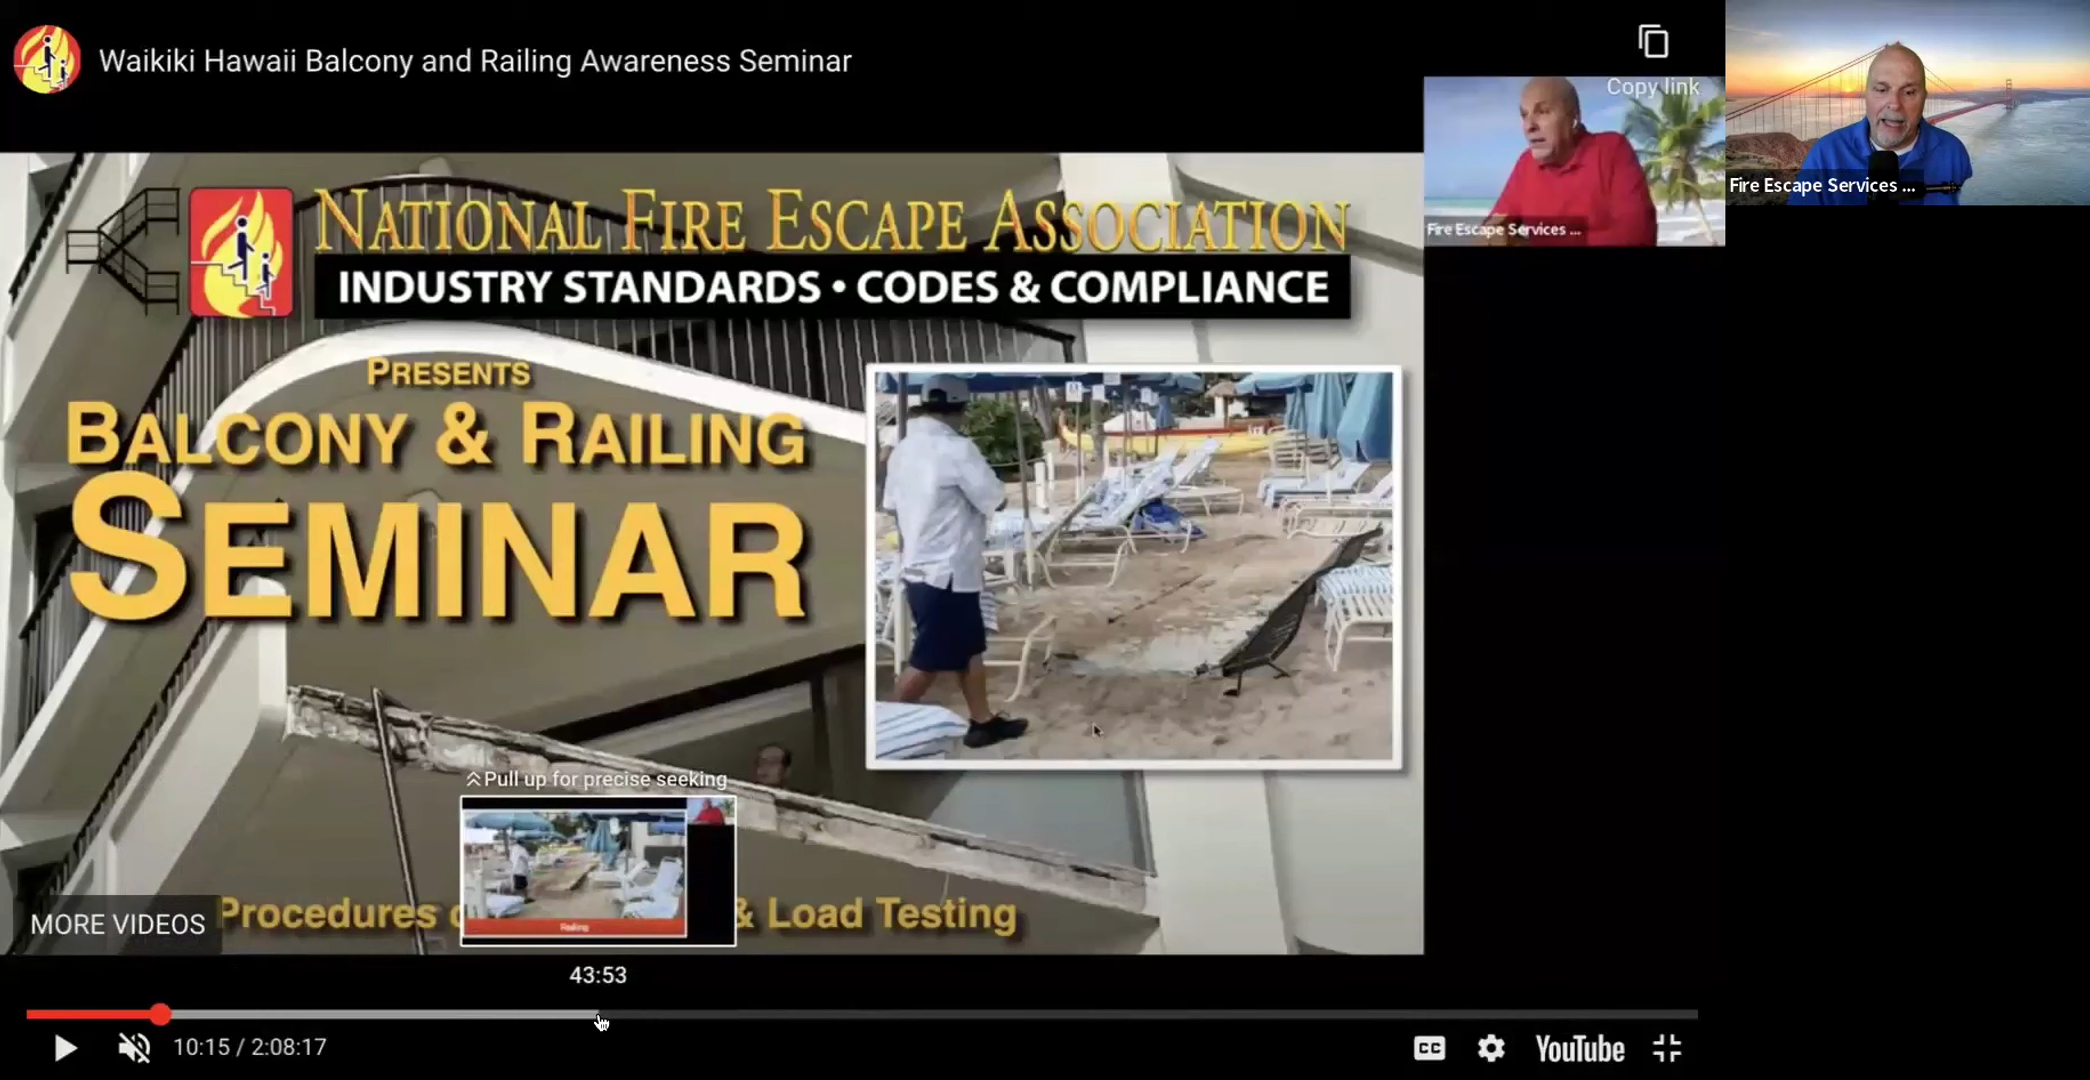 Waikiki Hawaii Balcony and Railing Awareness Seminar
Copy link
Fire Escape Services ...
Fire Escape Services ...
NATIONAL FIRE ESCAPE ASSOCIATION
INDUSTRY STANDARDS • CODES & COMPLIANCE
PRESENTS
BALCONY & RAILING
SEMINAR
Pull up for precise seeking
Railing
MORE VIDEOS
Procedures & Load Testing
43:53
10:15 / 2:08:17
CC
YouTube